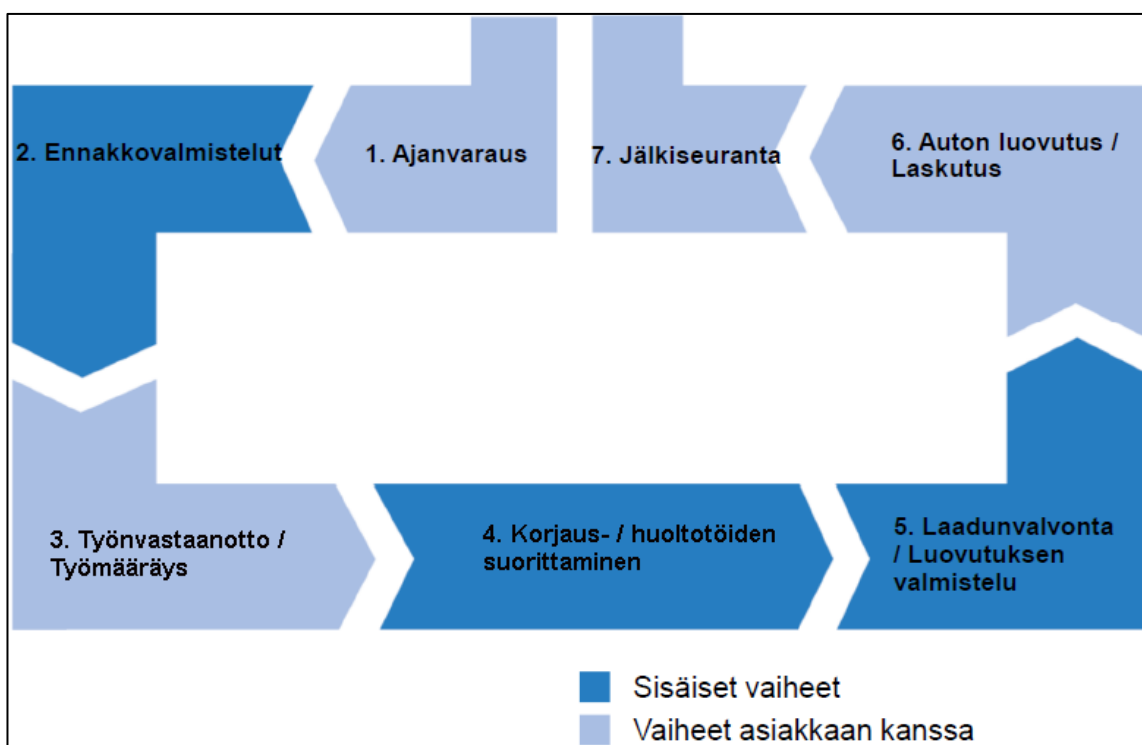 2. Ennakkovalmistelut
1. Ajanvaraus
7. Jälkiseuranta
6. Auton luovutus /
Laskutus
3. Työnvastaanotto /
Työmääräys
4. Korjaus- / huoltotöiden
suorittaminen
5. Laadunvalvonta
/ Luovutuksen
valmistelu
Sisäiset vaiheet
Vaiheet asiakkaan kanssa